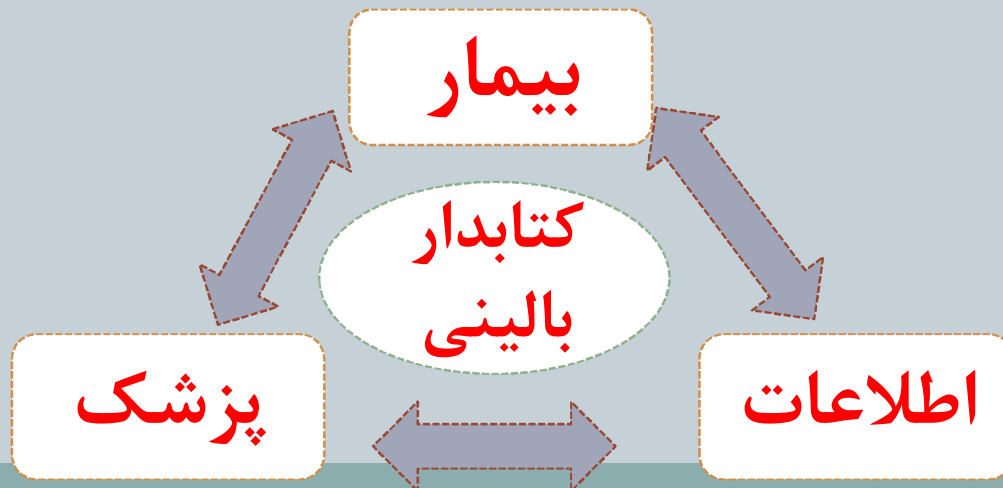 بیمار
کتابدار
بالینی
اطلاعات
پزشک